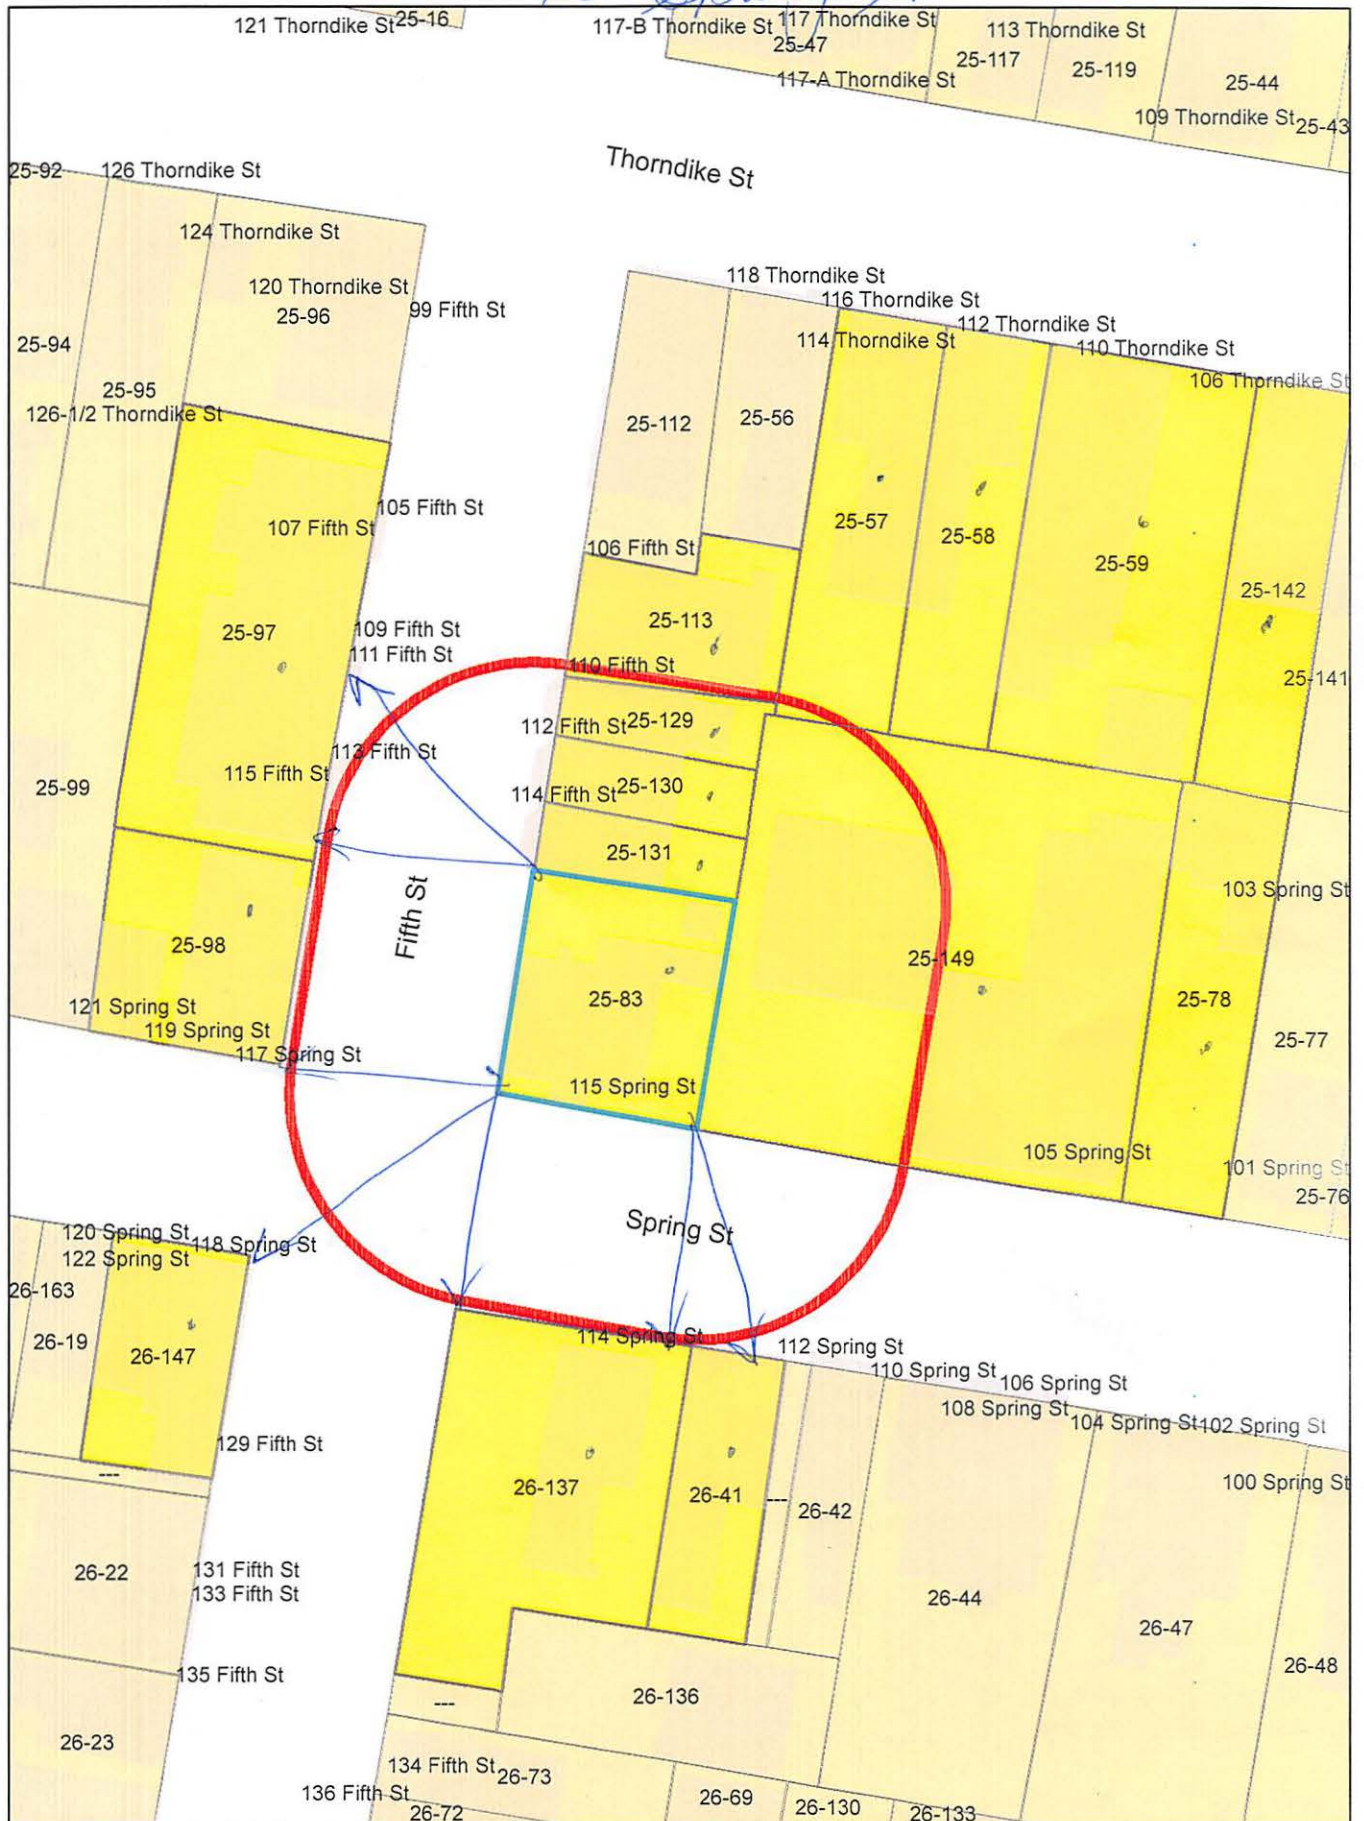 121 Thorndike St
25-16
117-B Thorndike St
117 Thorndike St
25-47
113 Thorndike St
25-117
25-119
117-A Thorndike St
25-44
109 Thorndike St
25-43
Thorndike St
25-92
126 Thorndike St
124 Thorndike St
120 Thorndike St
25-96
99 Fifth St
118 Thorndike St
116 Thorndike St
112 Thorndike St
114 Thorndike St
110 Thorndike St
106 Thorndike St
25-94
25-95
126-1/2 Thorndike St
25-112
25-56
105 Fifth St
107 Fifth St
25-57
25-58
25-59
106 Fifth St
25-142
25-113
25-97
109 Fifth St
111 Fifth St
110 Fifth St
25-141
112 Fifth St
25-129
113 Fifth St
115 Fifth St
25-99
114 Fifth St
25-130
25-131
103 Spring St
Fifth St
25-98
25-149
25-83
25-78
121 Spring St
119 Spring St
117 Spring St
25-77
115 Spring St
105 Spring St
101 Spring St
25-76
Spring St
120 Spring St
118 Spring St
122 Spring St
26-163
26-19
26-147
114 Spring St
112 Spring St
110 Spring St
106 Spring St
108 Spring St
104 Spring St
102 Spring St
129 Fifth St
---
26-137
26-41
---
26-42
100 Spring St
26-22
131 Fifth St
133 Fifth St
26-44
26-47
26-48
135 Fifth St
---
26-136
26-23
134 Fifth St
26-73
136 Fifth St
26-72
26-69
26-130
26-133